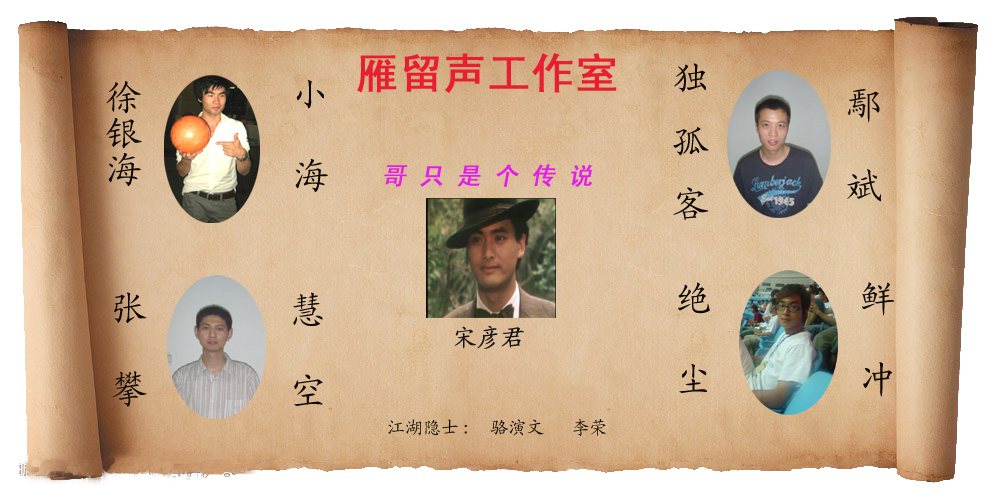 雁留声工作室
徐银海
小海
独孤客
鄢斌
哥只是个传说
Lumberjack
1945
宋彦君
张攀
慧空
绝尘
鲜冲
江湖隐士： 骆演文 李荣